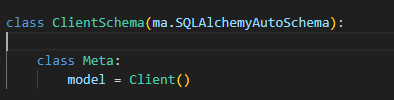 class ClientSchema(ma.SQLAlchemyAutoSchema):
    class Meta:
        model = Client()